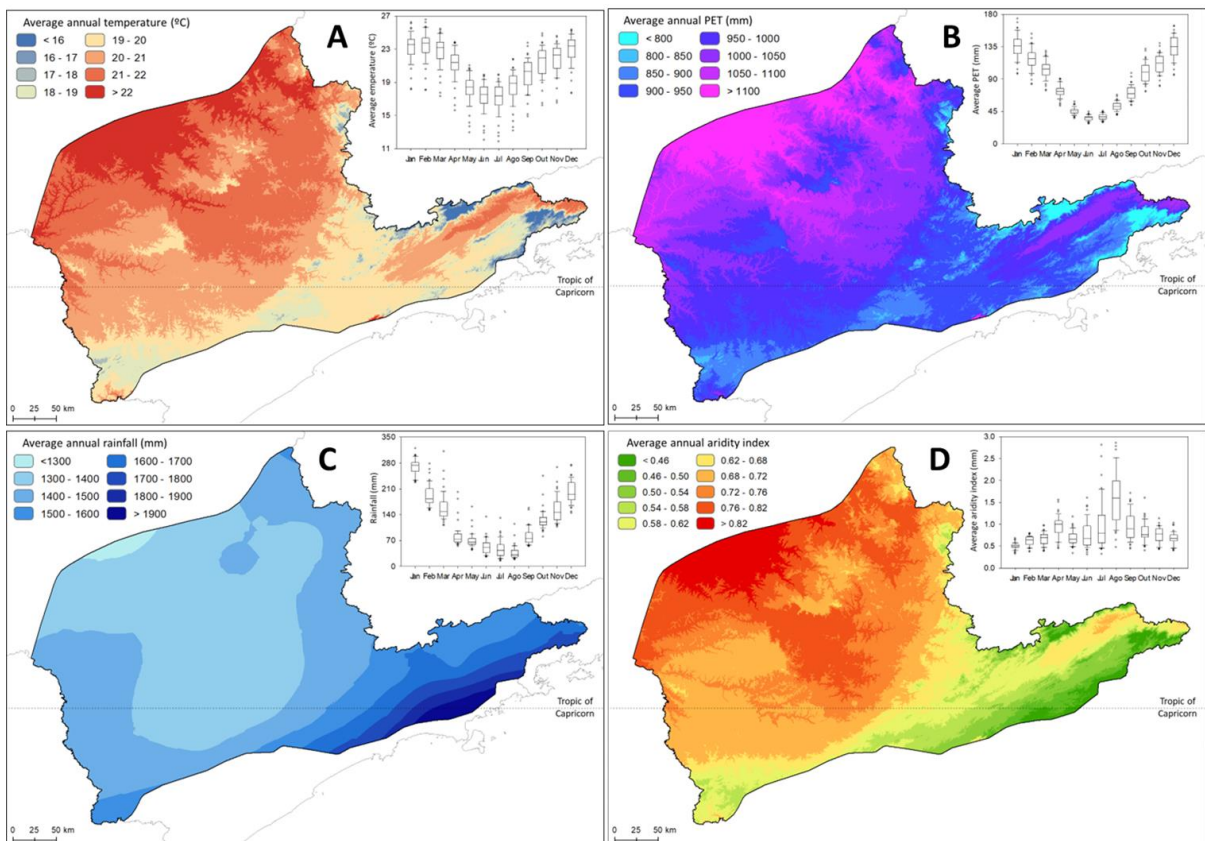 Average annual temperature (ºC)
< 16
16 - 17
17 - 18
18 - 19
19 - 20
20 - 21
21 - 22
> 22
A
Average emperature (ºC)
27
23
19
15
11
Jan Feb Mar Apr May Jun Jul Ago Sep Out Nov Dec
Tropic of
Capricorn
0 25 50 km
Average annual PET (mm)
< 800
800 - 850
850 - 900
900 - 950
950 - 1000
1000 - 1050
1050 - 1100
> 1100
B
Average PET (mm)
180
135
90
45
0
Jan Feb Mar Apr May Jun Jul Ago Sep Out Nov Dec
Tropic of
Capricorn
0 25 50 km
Average annual rainfall (mm)
<1300
1300 - 1400
1400 - 1500
1500 - 1600
1600 - 1700
1700 - 1800
1800 - 1900
> 1900
C
Rainfall (mm)
350
280
210
140
70
0
Jan Feb Mar Apr May Jun Jul Ago Sep Out Nov Dec
Tropic of
Capricorn
0 25 50 km
Average annual aridity index
< 0.46
0.46 - 0.50
0.50 - 0.54
0.54 - 0.58
0.58 - 0.62
0.62 - 0.68
0.68 - 0.72
0.72 - 0.76
0.76 - 0.82
> 0.82
D
Average aridity index (mm)
3.0
2.5
2.0
1.5
1.0
0.5
0.0
Jan Feb Mar Apr May Jun Jul Ago Sep Out Nov Dec
Tropic of
Capricorn
0 25 50 km